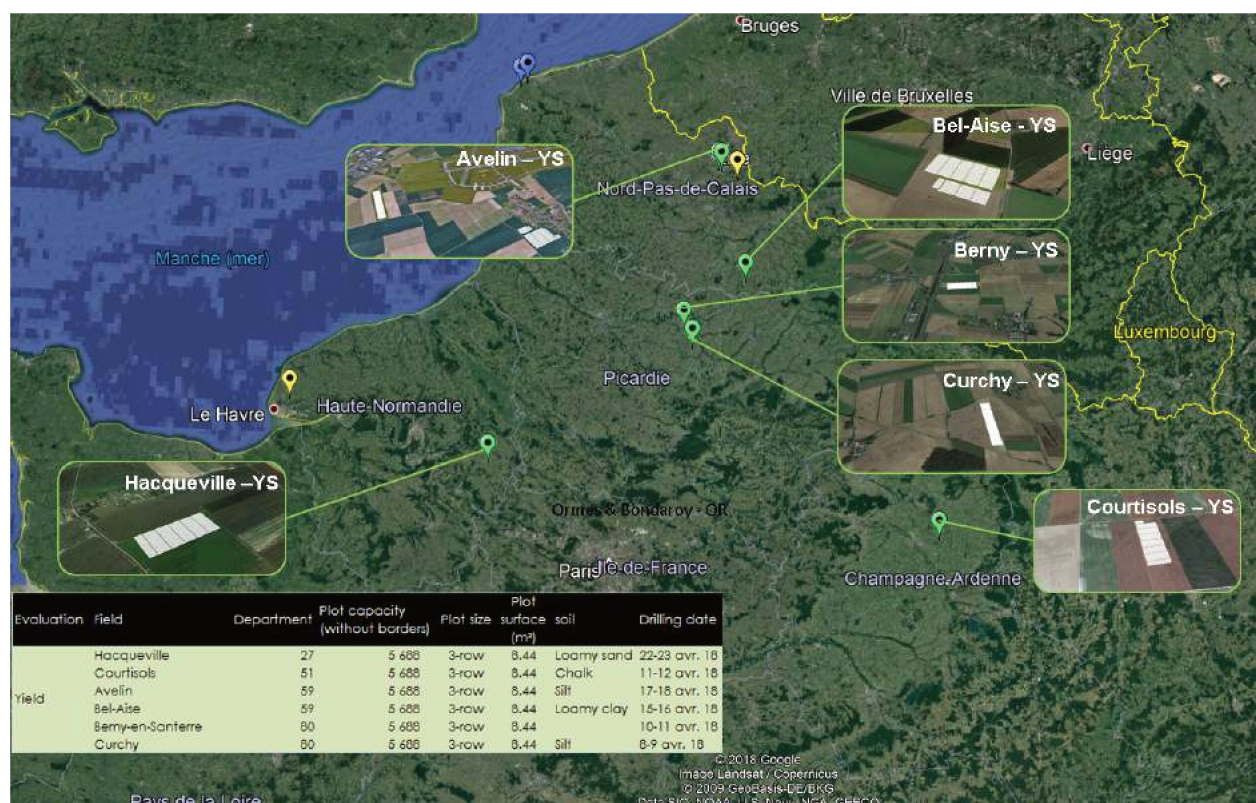 Bruges
Ville de Bruxelles
Bel-Aise - YS
Liège
Avelin – YS
Nord-Pas-de-Calais
Manche (mer)
Berny – YS
Luxembourg
Curchy – YS
Picardie
Le Havre
Haute-Normandie
Hacqueville –YS
Courtisols – YS
Ormes & Bondaroy - OR
Paris
Île-de-France
Champagne-Ardenne
Evaluation Field Department Plot capacity (without borders) Plot size Plot surface (m²) soil Drilling date
Yield
Hacqueville 27 5 688 3-row 8.44 Loamy sand 22-23 avr. 18
Courtisols 51 5 688 3-row 8.44 Chalk 11-12 avr. 18
Avelin 59 5 688 3-row 8.44 Silt 17-18 avr. 18
Bel-Aise 59 5 688 3-row 8.44 Loamy clay 15-16 avr. 18
Berny-en-Santerre 80 5 688 3-row 8.44 10-11 avr. 18
Curchy 80 5 688 3-row 8.44 Silt 8-9 avr. 18
© 2018 Google
Image Landsat / Copernicus
© 2009 GeoBasis-DE/BKG
Data SIO, NOAA, U.S. Navy, NGA, GEBCO
Pays de la Loire